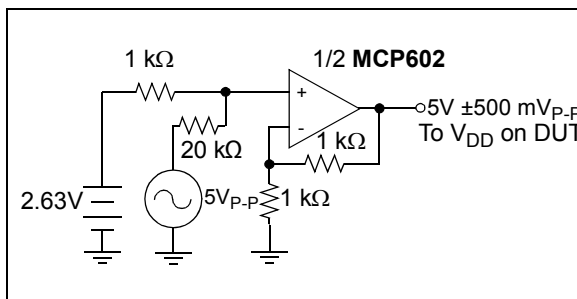 1/2 MCP602
1 kΩ
+
-
5V ±500 mVP-P
To VDD on DUT
20 kΩ
1 kΩ
2.63V
5VP-P
1 kΩ